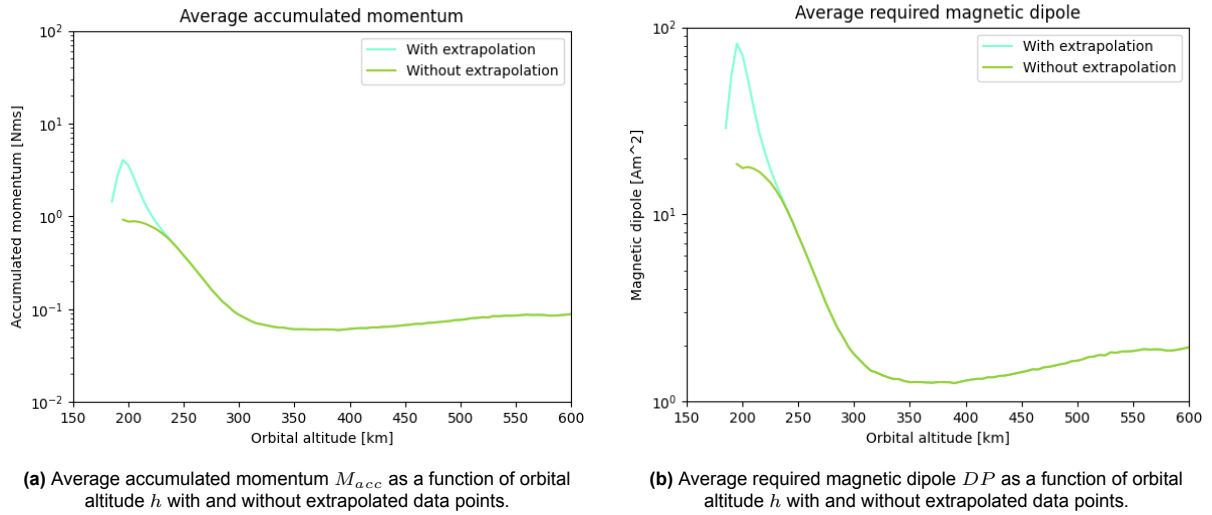 Average accumulated momentum
10^2
10^1
10^0
10^-1
10^-2
Accumulated momentum [Nms]
With extrapolation
Without extrapolation
150 200 250 300 350 400 450 500 550 600
Orbital altitude [km]
(a) Average accumulated momentum M_acc as a function of orbital
altitude h with and without extrapolated data points.
Average required magnetic dipole
10^2
10^1
10^0
Magnetic dipole [Am^2]
With extrapolation
Without extrapolation
150 200 250 300 350 400 450 500 550 600
Orbital altitude [km]
(b) Average required magnetic dipole DP as a function of orbital
altitude h with and without extrapolated data points.